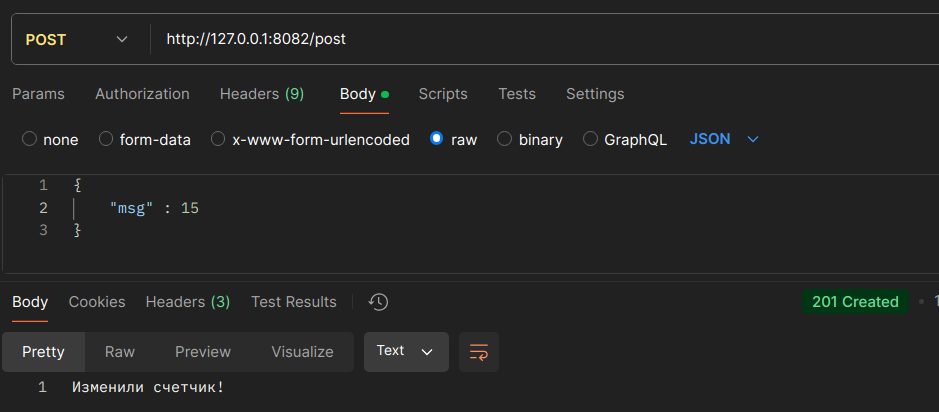 POST http://127.0.0.1:8082/post
Params Authorization Headers (9) Body Scripts Tests Settings
none form-data x-www-form-urlencoded raw binary GraphQL JSON
1 {
2 "msg" : 15
3 }
Body Cookies Headers (3) Test Results 201 Created
Pretty Raw Preview Visualize Text
1 Изменили счетчик!